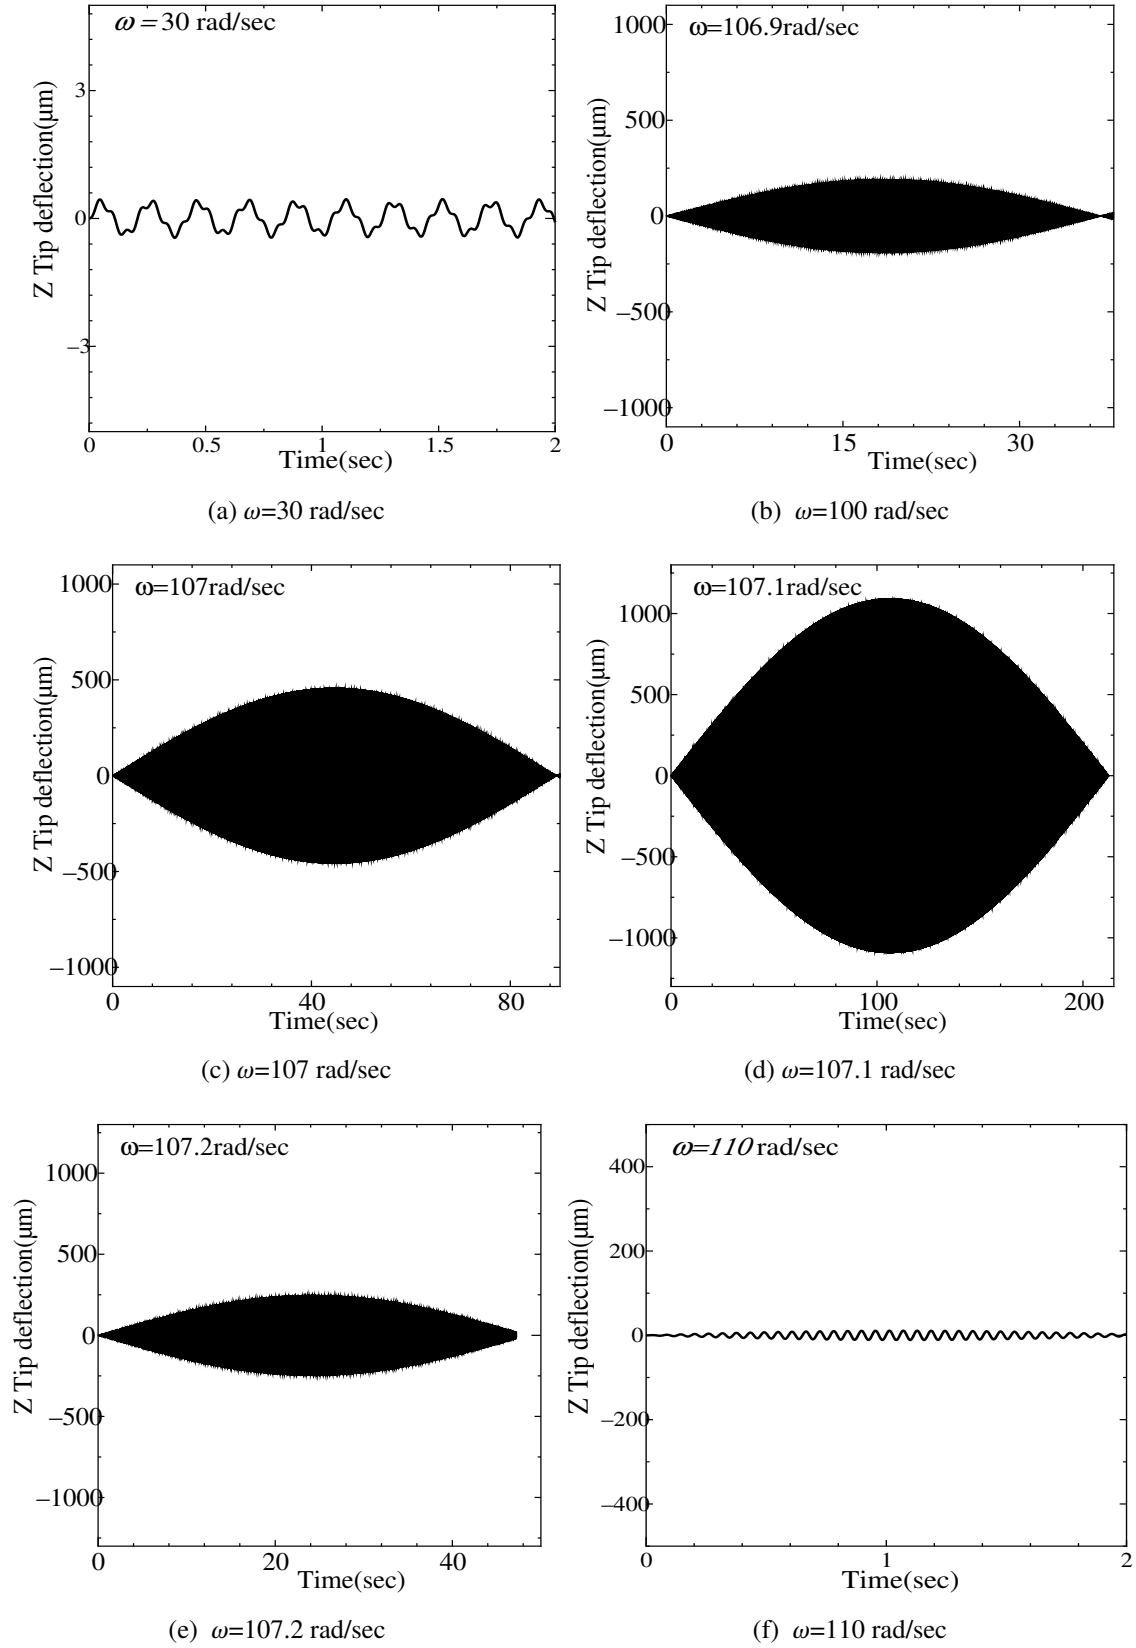 ω = 30 rad/sec
3
0
–3
Z Tip deflection(μm)
0 0.5 1 1.5 2
Time(sec)
(a) ω=30 rad/sec
ω=106.9rad/sec
1000
500
0
–500
–1000
Z Tip deflection(μm)
0 15 30
Time(sec)
(b) ω=100 rad/sec
ω=107rad/sec
1000
500
0
–500
–1000
Z Tip deflection(μm)
0 40 80
Time(sec)
(c) ω=107 rad/sec
ω=107.1rad/sec
1000
500
0
–500
–1000
Z Tip deflection(μm)
0 100 200
Time(sec)
(d) ω=107.1 rad/sec
ω=107.2rad/sec
1000
500
0
–500
–1000
Z Tip deflection(μm)
0 20 40
Time(sec)
(e) ω=107.2 rad/sec
ω=110 rad/sec
400
200
0
–200
–400
Z Tip deflection(μm)
0 1 2
Time(sec)
(f) ω=110 rad/sec